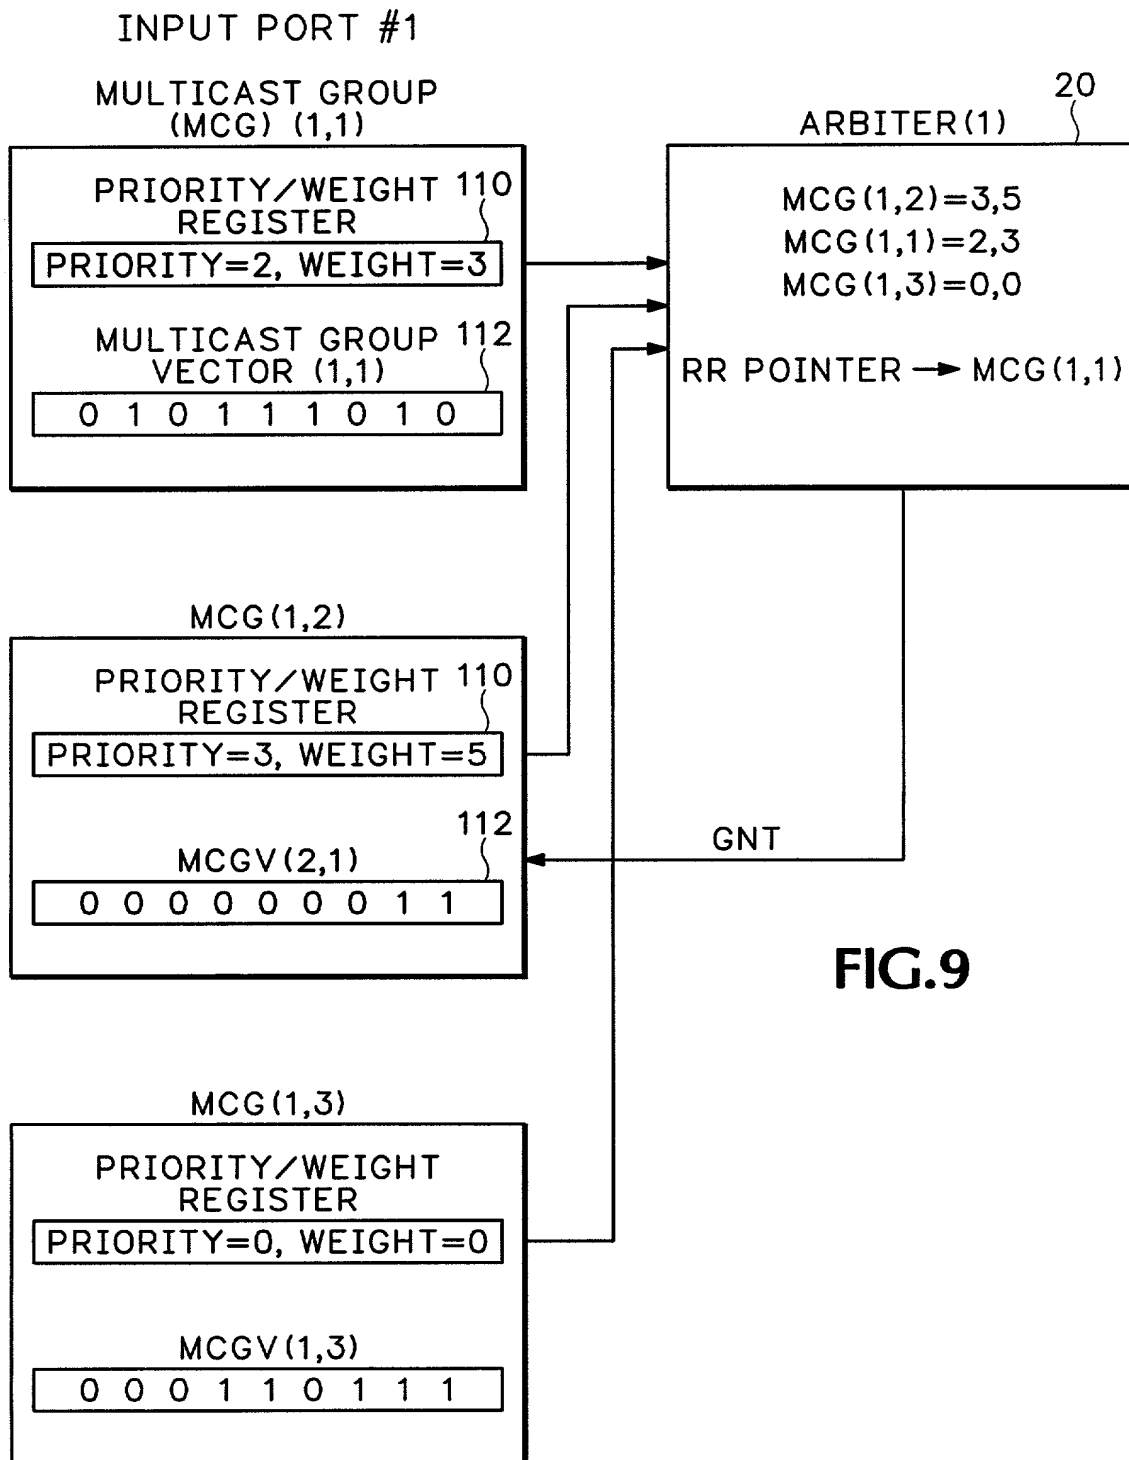 INPUT PORT #1
MULTICAST GROUP
(MCG) (1,1)
PRIORITY/WEIGHT 110
REGISTER
PRIORITY=2, WEIGHT=3
MULTICAST GROUP 112
VECTOR (1,1)
0 1 0 1 1 1 0 1 0
20
ARBITER(1)
MCG(1,2)=3,5
MCG(1,1)=2,3
MCG(1,3)=0,0
RR POINTER → MCG(1,1)
MCG(1,2)
PRIORITY/WEIGHT 110
REGISTER
PRIORITY=3, WEIGHT=5
112
MCGV(2,1)
0 0 0 0 0 0 0 1 1
GNT
FIG.9
MCG(1,3)
PRIORITY/WEIGHT
REGISTER
PRIORITY=0, WEIGHT=0
MCGV(1,3)
0 0 0 1 1 0 1 1 1